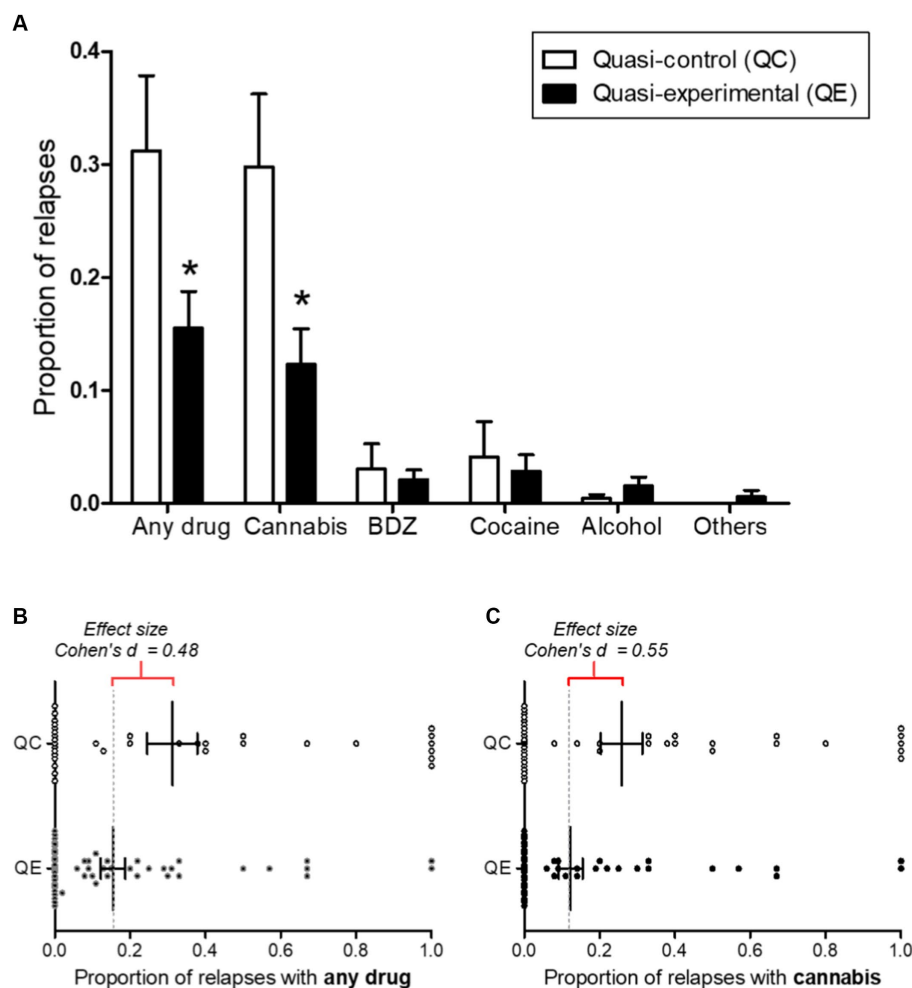 A
Proportion of relapses
0.4
0.3
0.2
0.1
0.0
Quasi-control (QC)
Quasi-experimental (QE)
*
*
Any drug Cannabis BDZ Cocaine Alcohol Others
B
Effect size
Cohen's d = 0.48
QC
QE
0.0 0.2 0.4 0.6 0.8 1.0
Proportion of relapses with any drug
C
Effect size
Cohen's d = 0.55
QC
QE
0.0 0.2 0.4 0.6 0.8 1.0
Proportion of relapses with cannabis